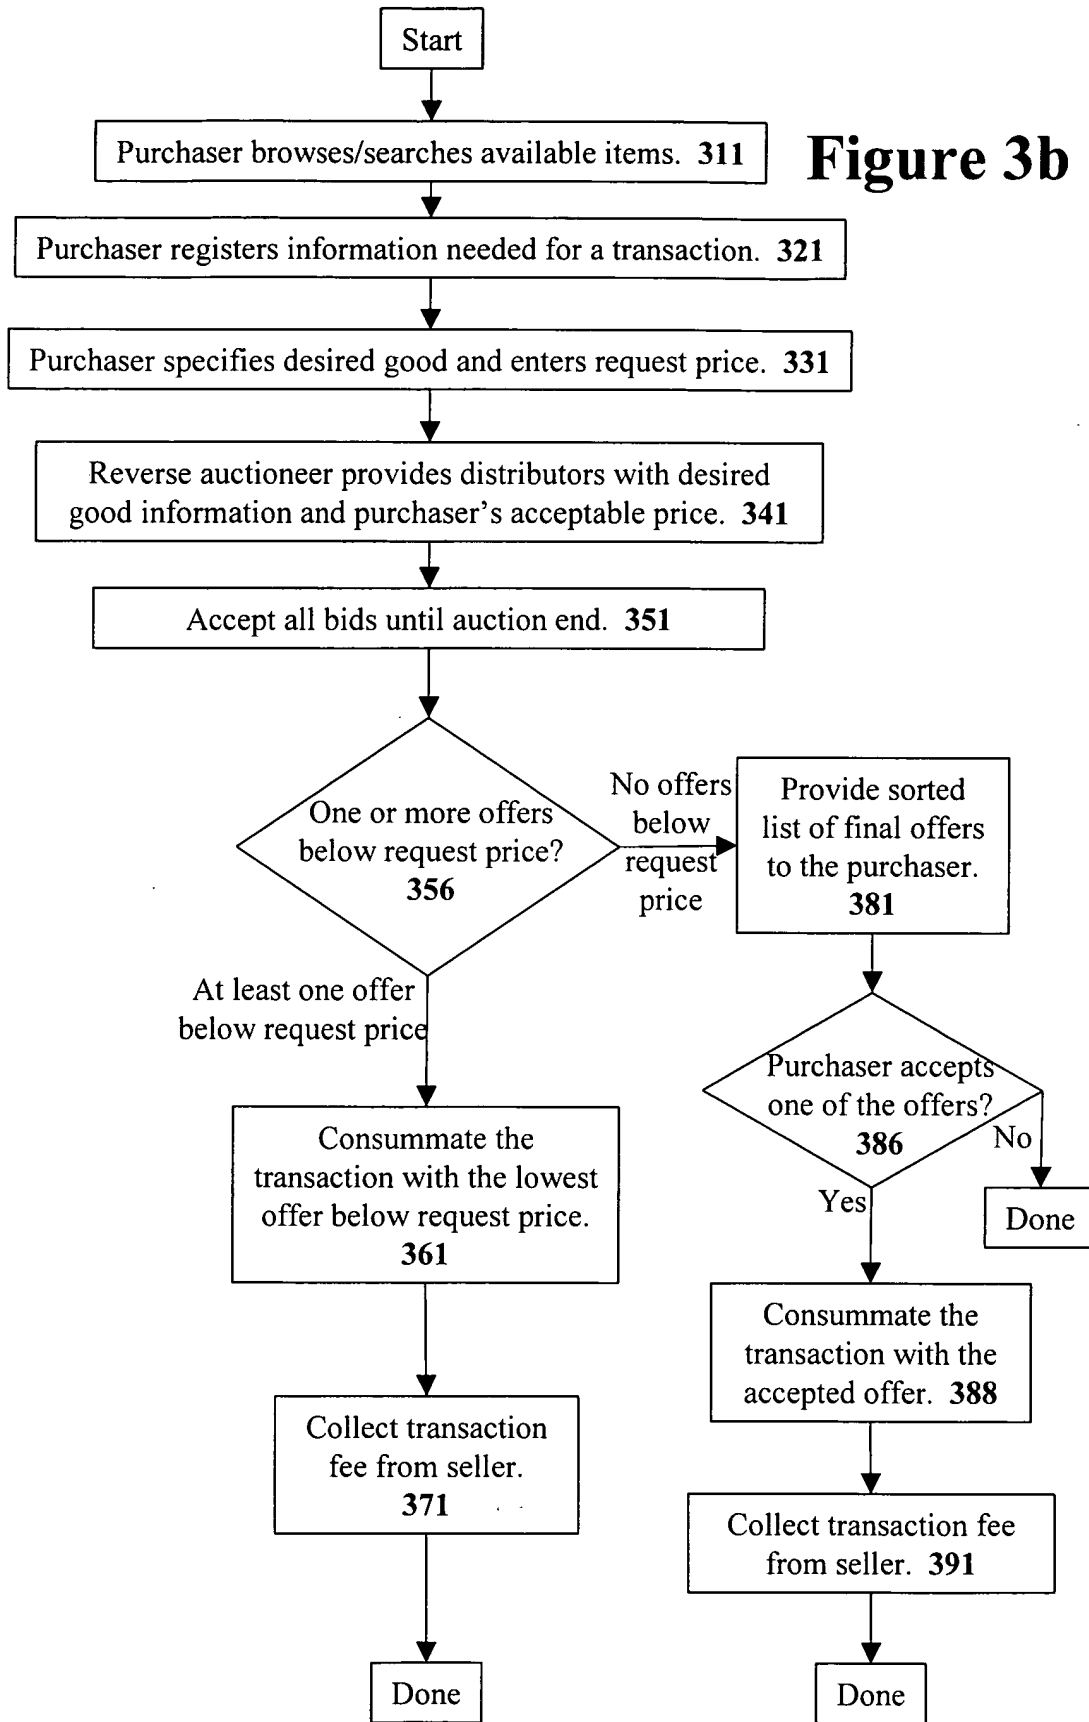 Start
Figure 3b
Purchaser browses/searches available items. 311
Purchaser registers information needed for a transaction. 321
Purchaser specifies desired good and enters request price. 331
Reverse auctioneer provides distributors with desired
good information and purchaser's acceptable price. 341
Accept all bids until auction end. 351
One or more offers
below request price?
356
No offers
below
request
price
Provide sorted
list of final offers
to the purchaser.
381
At least one offer
below request price
Purchaser accepts
one of the offers?
386
No
Yes
Done
Consummate the
transaction with the lowest
offer below request price.
361
Consummate the
transaction with the
accepted offer. 388
Collect transaction
fee from seller.
371
Collect transaction fee
from seller. 391
Done
Done